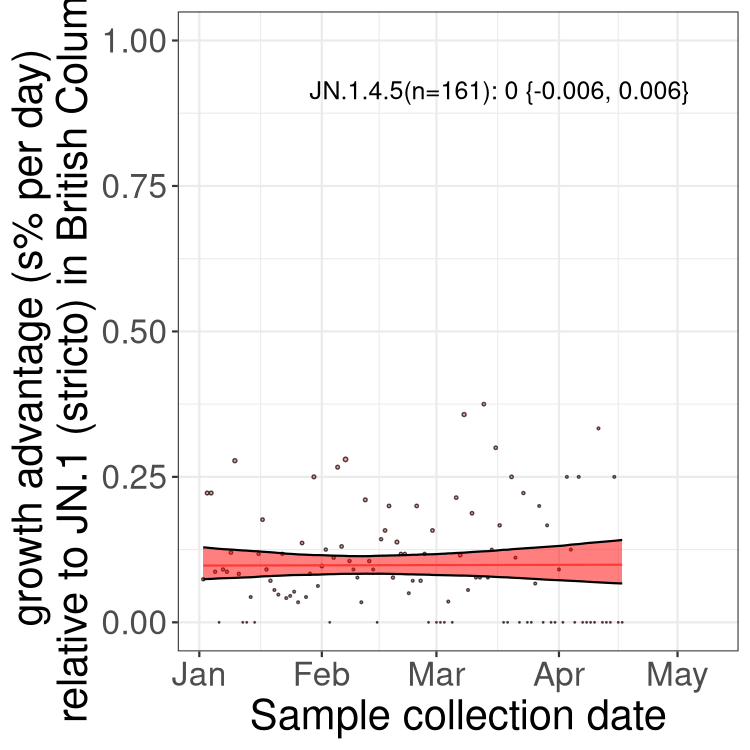 growth advantage (s% per day)
relative to JN.1 (stricto) in British Colum
1.00
0.75
0.50
0.25
0.00
JN.1.4.5(n=161): 0 {-0.006, 0.006}
Jan Feb Mar Apr May
Sample collection date